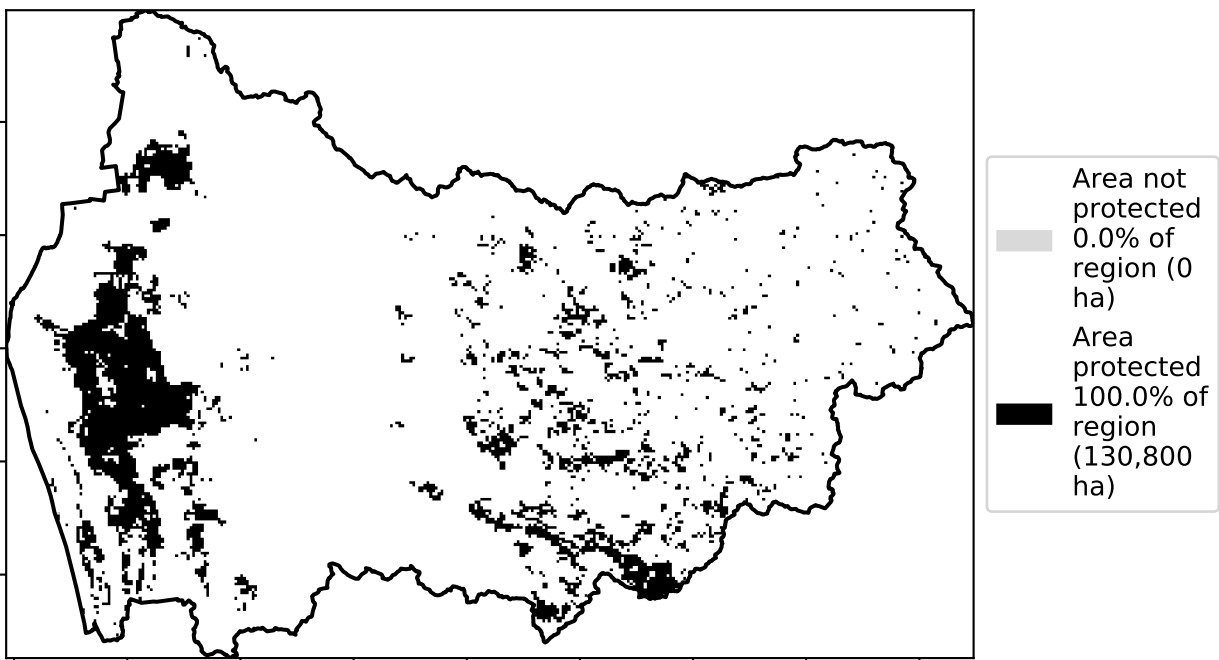 Area not
protected
0.0% of
region (0
ha)
Area
protected
100.0% of
region
(130,800
ha)